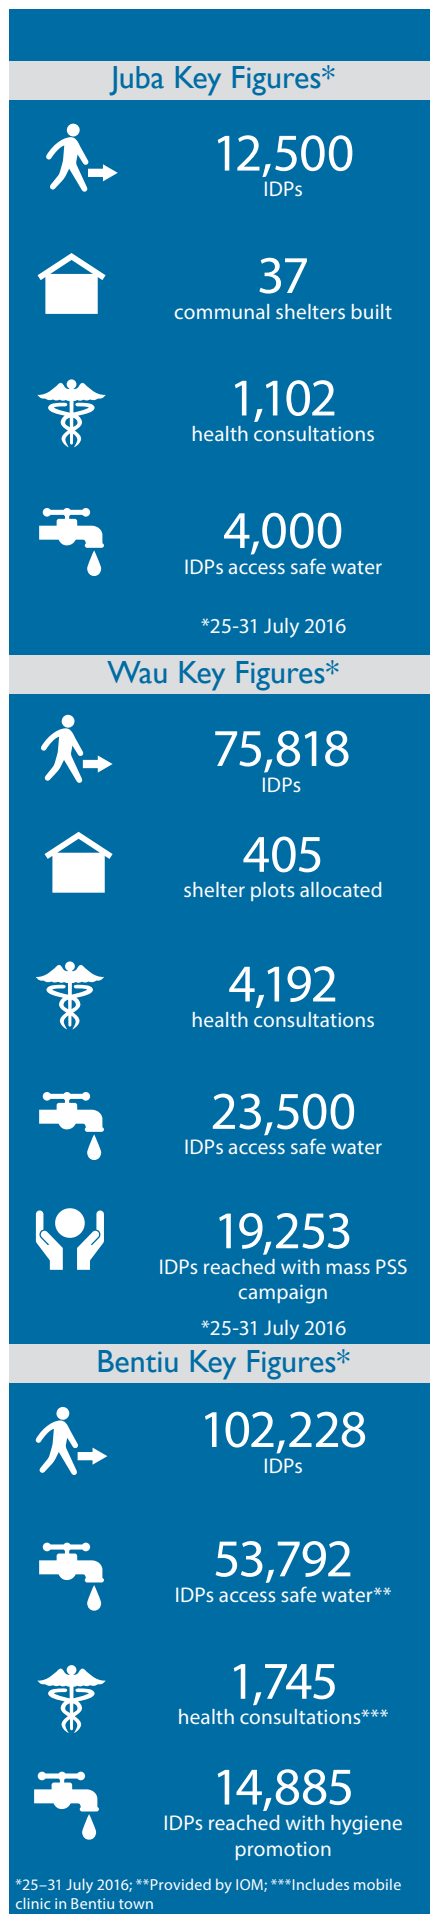 Juba Key Figures*
12,500
IDPs
37
communal shelters built
1,102
health consultations
4,000
IDPs access safe water
*25-31 July 2016
Wau Key Figures*
75,818
IDPs
405
shelter plots allocated
4,192
health consultations
23,500
IDPs access safe water
19,253
IDPs reached with mass PSS
campaign
*25-31 July 2016
Bentiu Key Figures*
102,228
IDPs
53,792
IDPs access safe water**
1,745
health consultations***
14,885
IDPs reached with hygiene
promotion
*25–31 July 2016; **Provided by IOM; ***Includes mobile
clinic in Bentiu town